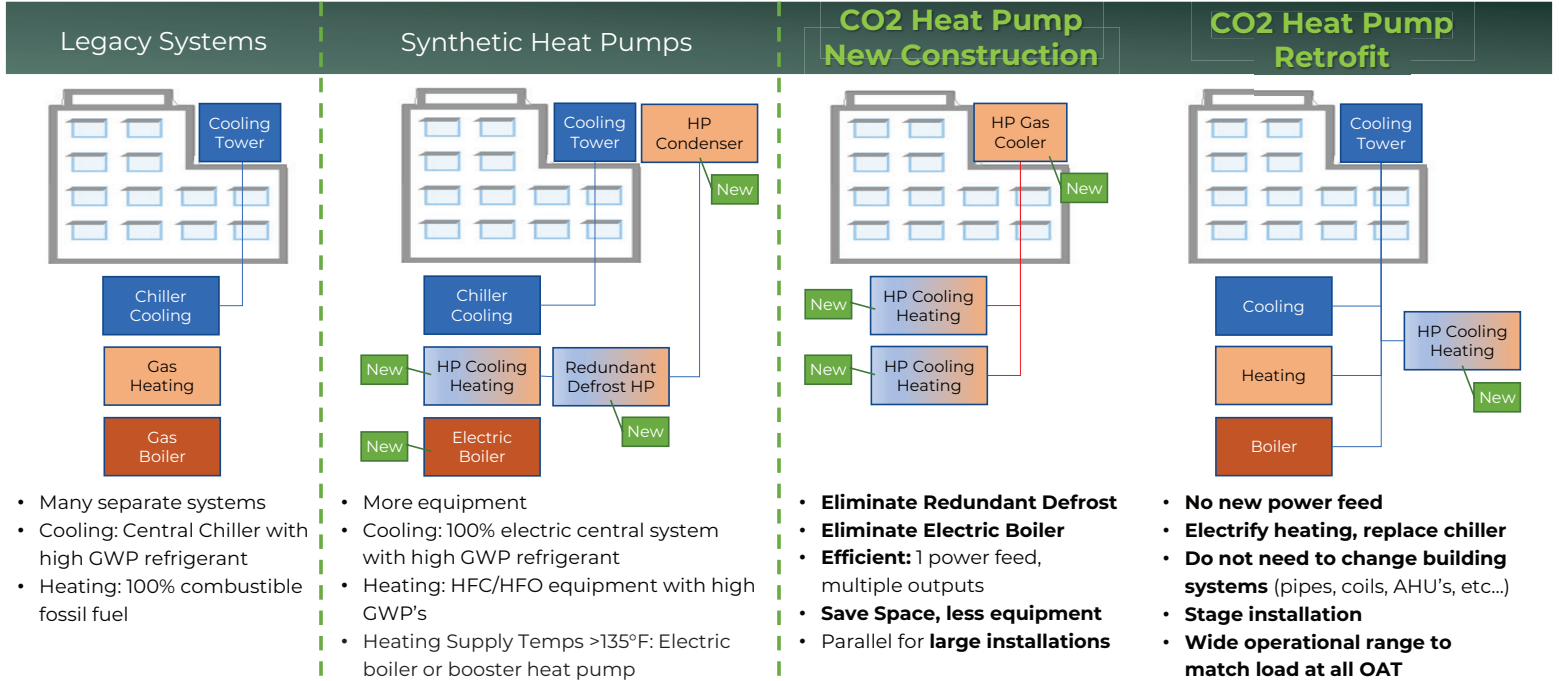 Legacy Systems
Cooling
Tower
Chiller
Cooling
Gas
Heating
Gas
Boiler
• Many separate systems
• Cooling: Central Chiller with
high GWP refrigerant
• Heating: 100% combustible
fossil fuel
Synthetic Heat Pumps
Cooling
Tower
HP
Condenser
New
Chiller
Cooling
New
HP Cooling
Heating
Redundant
Defrost HP
New
New
Electric
Boiler
• More equipment
• Cooling: 100% electric central system
with high GWP refrigerant
• Heating: HFC/HFO equipment with high
GWP's
• Heating Supply Temps >135°F: Electric
boiler or booster heat pump
CO2 Heat Pump
New Construction
HP Gas
Cooler
New
New
HP Cooling
Heating
New
HP Cooling
Heating
• Eliminate Redundant Defrost
• Eliminate Electric Boiler
• Efficient: 1 power feed,
multiple outputs
• Save Space, less equipment
• Parallel for large installations
CO2 Heat Pump
Retrofit
Cooling
Tower
Cooling
HP Cooling
Heating
New
Heating
Boiler
• No new power feed
• Electrify heating, replace chiller
• Do not need to change building
systems (pipes, coils, AHU's, etc...)
• Stage installation
• Wide operational range to
match load at all OAT